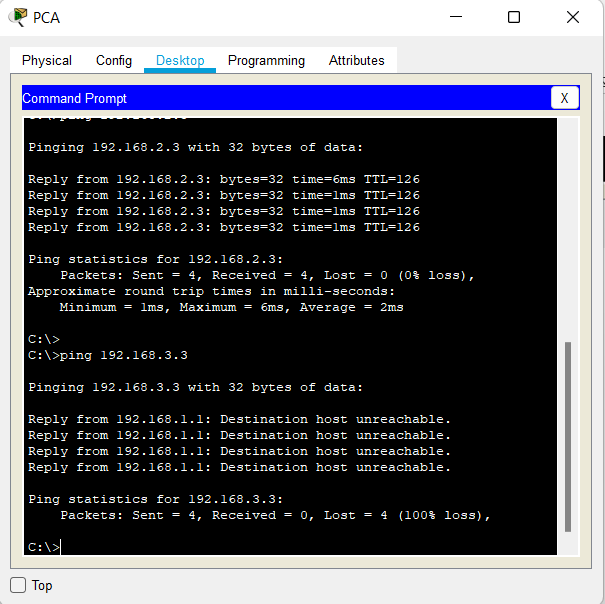 PCA
Physical Config Desktop Programming Attributes
Command Prompt X
Pinging 192.168.2.3 with 32 bytes of data:
Reply from 192.168.2.3: bytes=32 time=6ms TTL=126
Reply from 192.168.2.3: bytes=32 time=1ms TTL=126
Reply from 192.168.2.3: bytes=32 time=1ms TTL=126
Reply from 192.168.2.3: bytes=32 time=1ms TTL=126
Ping statistics for 192.168.2.3:
Packets: Sent = 4, Received = 4, Lost = 0 (0% loss),
Approximate round trip times in milli-seconds:
Minimum = 1ms, Maximum = 6ms, Average = 2ms
C:\>
C:\>ping 192.168.3.3
Pinging 192.168.3.3 with 32 bytes of data:
Reply from 192.168.1.1: Destination host unreachable.
Reply from 192.168.1.1: Destination host unreachable.
Reply from 192.168.1.1: Destination host unreachable.
Reply from 192.168.1.1: Destination host unreachable.
Ping statistics for 192.168.3.3:
Packets: Sent = 4, Received = 0, Lost = 4 (100% loss),
C:\>
Top